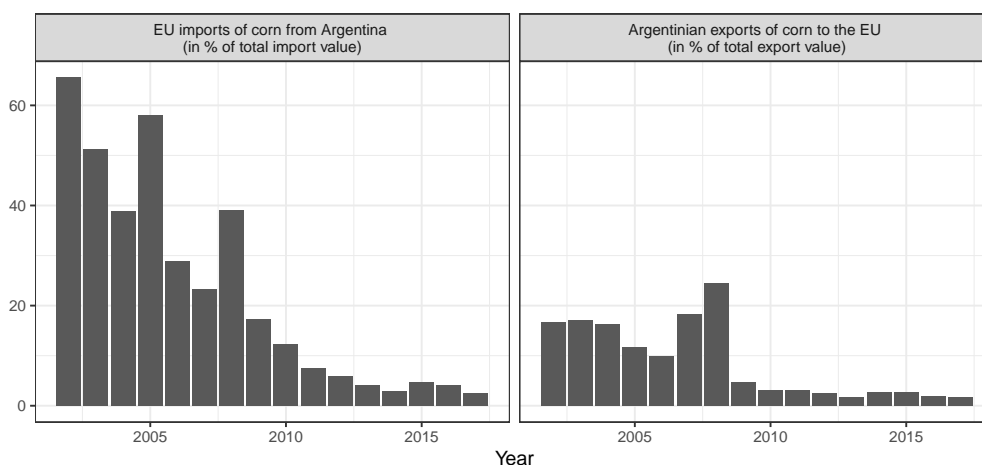 EU imports of corn from Argentina
(in % of total import value)
Argentinian exports of corn to the EU
(in % of total export value)
60
40
20
0
2005
2010
2015
2005
2010
2015
Year